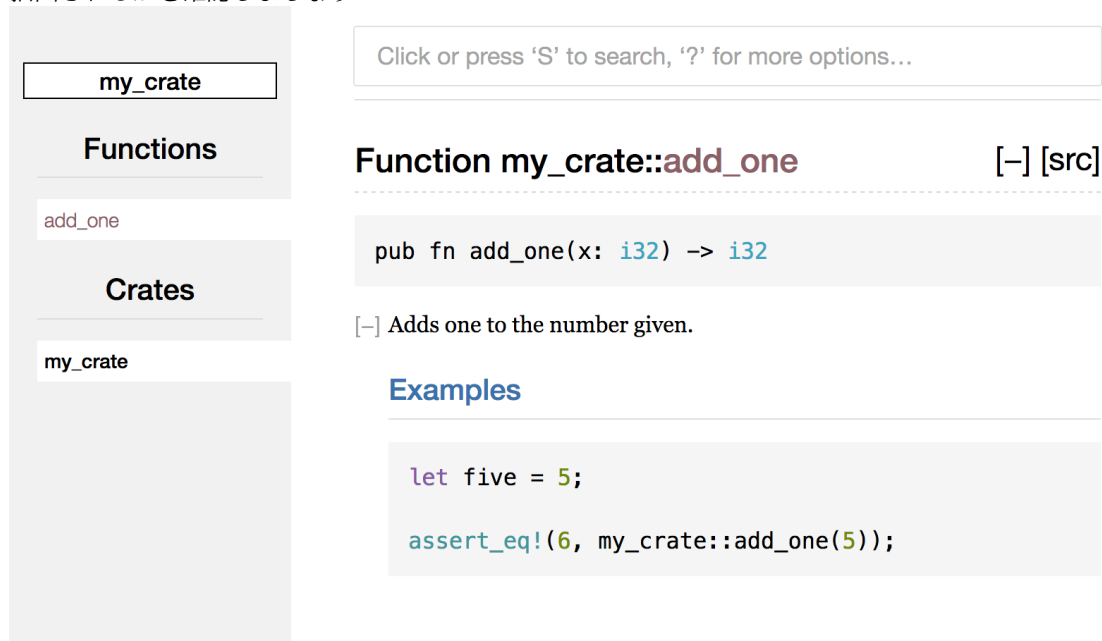 my_crate
Functions
add_one
Crates
my_crate
Click or press ‘S’ to search, ‘?’ for more options…
Function my_crate::add_one [−] [src]
pub fn add_one(x: i32) -> i32
[−] Adds one to the number given.
Examples
let five = 5;
assert_eq!(6, my_crate::add_one(5));